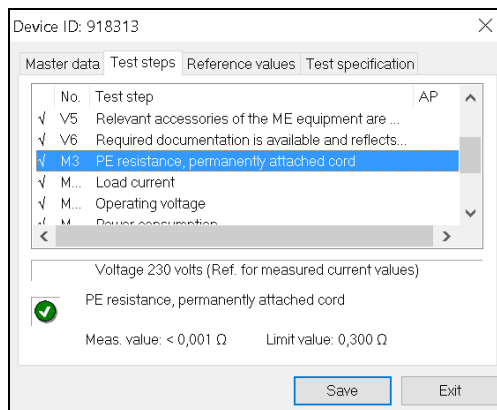 Device ID: 918313
Master data Test steps Reference values Test specification
No. Test step AP
√ V5 Relevant accessories of the ME equipment are ...
√ V6 Required documentation is available and reflects...
√ M3 PE resistance, permanently attached cord
√ M... Load current
√ M... Operating voltage
√ M... Power consumption
Voltage 230 volts (Ref. for measured current values)
PE resistance, permanently attached cord
Meas. value: < 0,001 Ω Limit value: 0,300 Ω
Save Exit